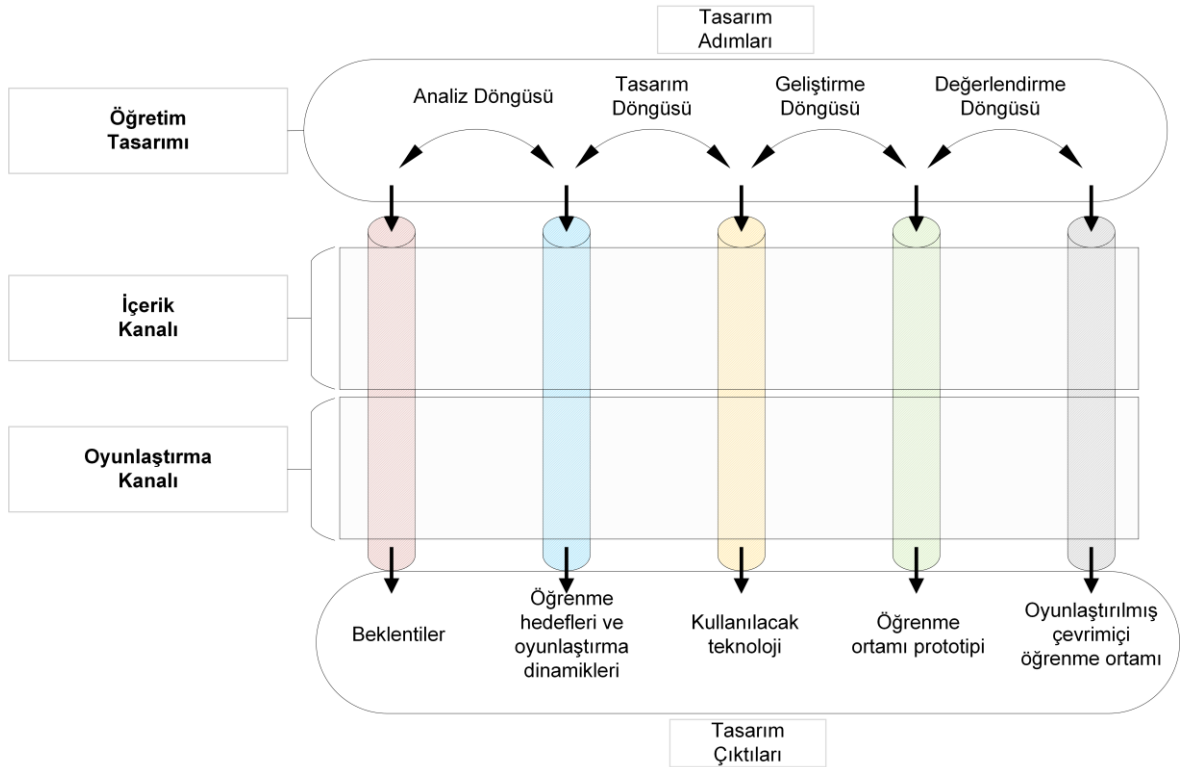 Tasarım
Adımları
Öğretim
Tasarımı
Analiz Döngüsü
Tasarım
Döngüsü
Geliştirme
Döngüsü
Değerlendirme
Döngüsü
İçerik
Kanalı
Oyunlaştırma
Kanalı
Beklentiler
Öğrenme
hedefleri ve
oyunlaştırma
dinamikleri
Kullanılacak
teknoloji
Öğrenme
ortamı prototipi
Oyunlaştırılmış
çevrimiçi
öğrenme ortamı
Tasarım
Çıktıları